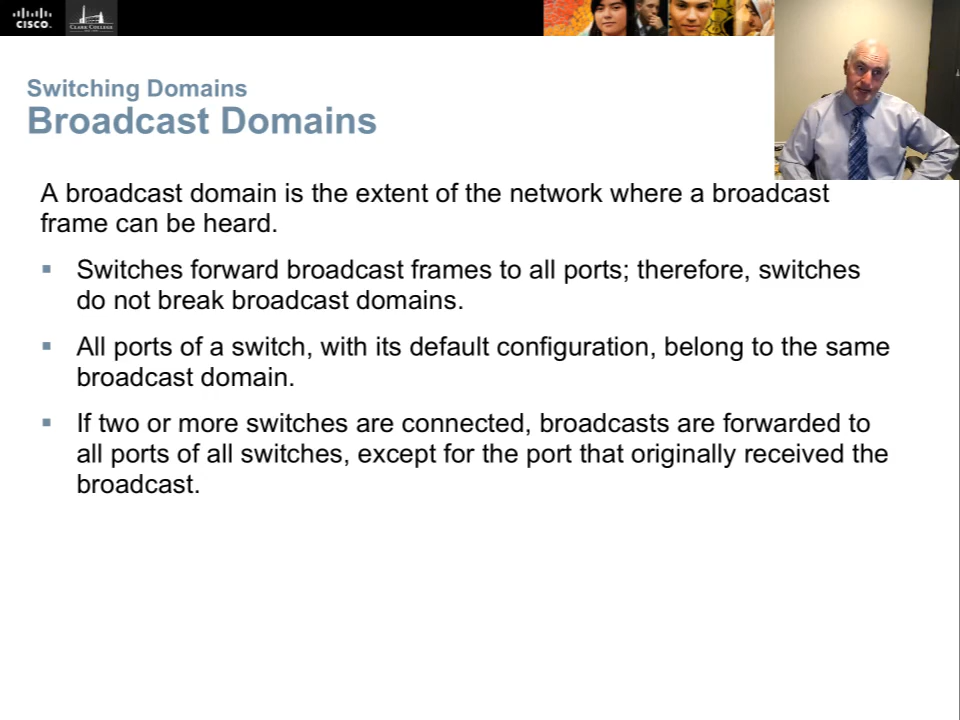 CISCO
CLARK COLLEGE
Switching Domains
Broadcast Domains
A broadcast domain is the extent of the network where a broadcast
frame can be heard.
Switches forward broadcast frames to all ports; therefore, switches
do not break broadcast domains.
All ports of a switch, with its default configuration, belong to the same
broadcast domain.
If two or more switches are connected, broadcasts are forwarded to
all ports of all switches, except for the port that originally received the
broadcast.